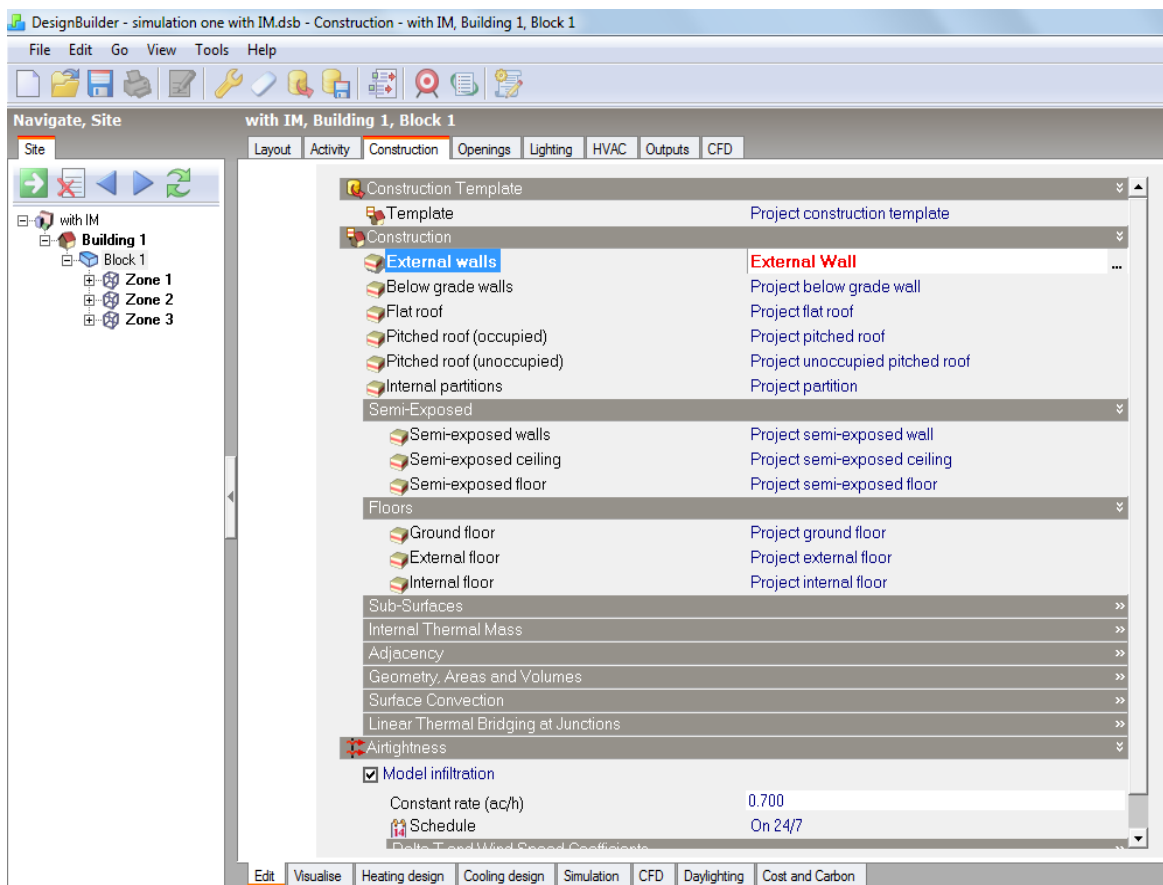 DesignBuilder - simulation one with IM.dsb - Construction - with IM, Building 1, Block 1
File Edit Go View Tools Help
Navigate, Site
with IM, Building 1, Block 1
Site
Layout Activity Construction Openings Lighting HVAC Outputs CFD
with IM
Building 1
Block 1
Zone 1
Zone 2
Zone 3
Construction Template
Template Project construction template
Construction
External walls External Wall ...
Below grade walls Project below grade wall
Flat roof Project flat roof
Pitched roof (occupied) Project pitched roof
Pitched roof (unoccupied) Project unoccupied pitched roof
Internal partitions Project partition
Semi-Exposed
Semi-exposed walls Project semi-exposed wall
Semi-exposed ceiling Project semi-exposed ceiling
Semi-exposed floor Project semi-exposed floor
Floors
Ground floor Project ground floor
External floor Project external floor
Internal floor Project internal floor
Sub-Surfaces
Internal Thermal Mass
Adjacency
Geometry, Areas and Volumes
Surface Convection
Linear Thermal Bridging at Junctions
Airtightness
Model infiltration
Constant rate (ac/h) 0.700
14 Schedule On 24/7
Delta T and Wind Speed Coefficients
Edit Visualise Heating design Cooling design Simulation CFD Daylighting Cost and Carbon